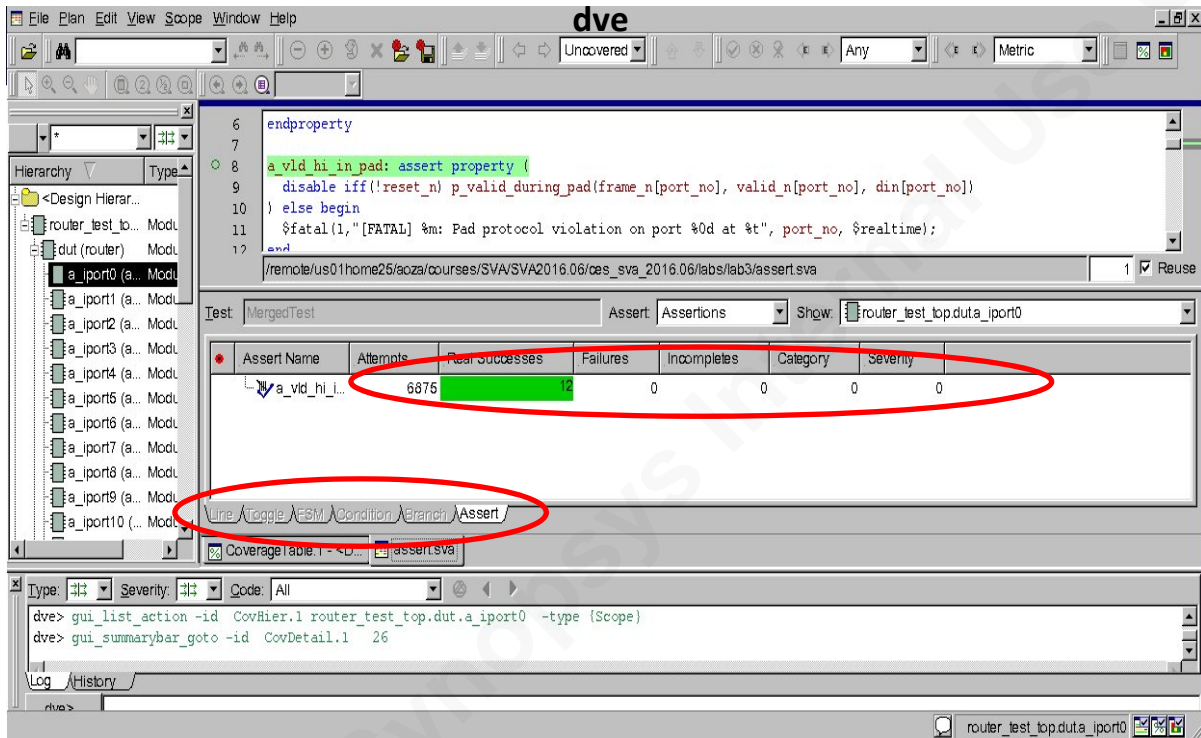 dve
File Plan Edit View Scope Window Help
Uncovered Any Metric
*
Hierarchy Type
<Design Hierar...
router_test_to... Modu
dut (router) Modu
a_iport0 (a... Modu
a_iport1 (a... Modu
a_iport2 (a... Modu
a_iport3 (a... Modu
a_iport4 (a... Modu
a_iport5 (a... Modu
a_iport6 (a... Modu
a_iport7 (a... Modu
a_iport8 (a... Modu
a_iport9 (a... Modu
a_iport10 (... Modu
6 endproperty
7
8 a_vld_hi_in_pad: assert property (
9 disable iff(!reset_n) p_valid_during_pad(frame_n[port_no], valid_n[port_no], din[port_no])
10 ) else begin
11 $fatal(1,"[FATAL] %m: Pad protocol violation on port %0d at %t", port_no, $realtime);
12 end
/remote/us01home25/aoza/courses/SVA/SVA2016.06/ces_sva_2016.06/labs/lab3/assert.sva 1 Reuse
Test: MergedTest Assert: Assertions Show: router_test_top.dut.a_iport0
Assert Name Attempts Real Successes Failures Incompletes Category Severity
a_vld_hi_i... 6875 12 0 0 0 0
Line Toggle FSM Condition Branch Assert
CoverageTable.1 - <D... assert.sva
Type: Severity: Code: All
dve> gui_list_action -id CovHier.1 router_test_top.dut.a_iport0 -type {Scope}
dve> gui_summarybar_goto -id CovDetail.1 26
Log History
dve>
router_test_top.dut.a_iport0
Synopsys Internal Use